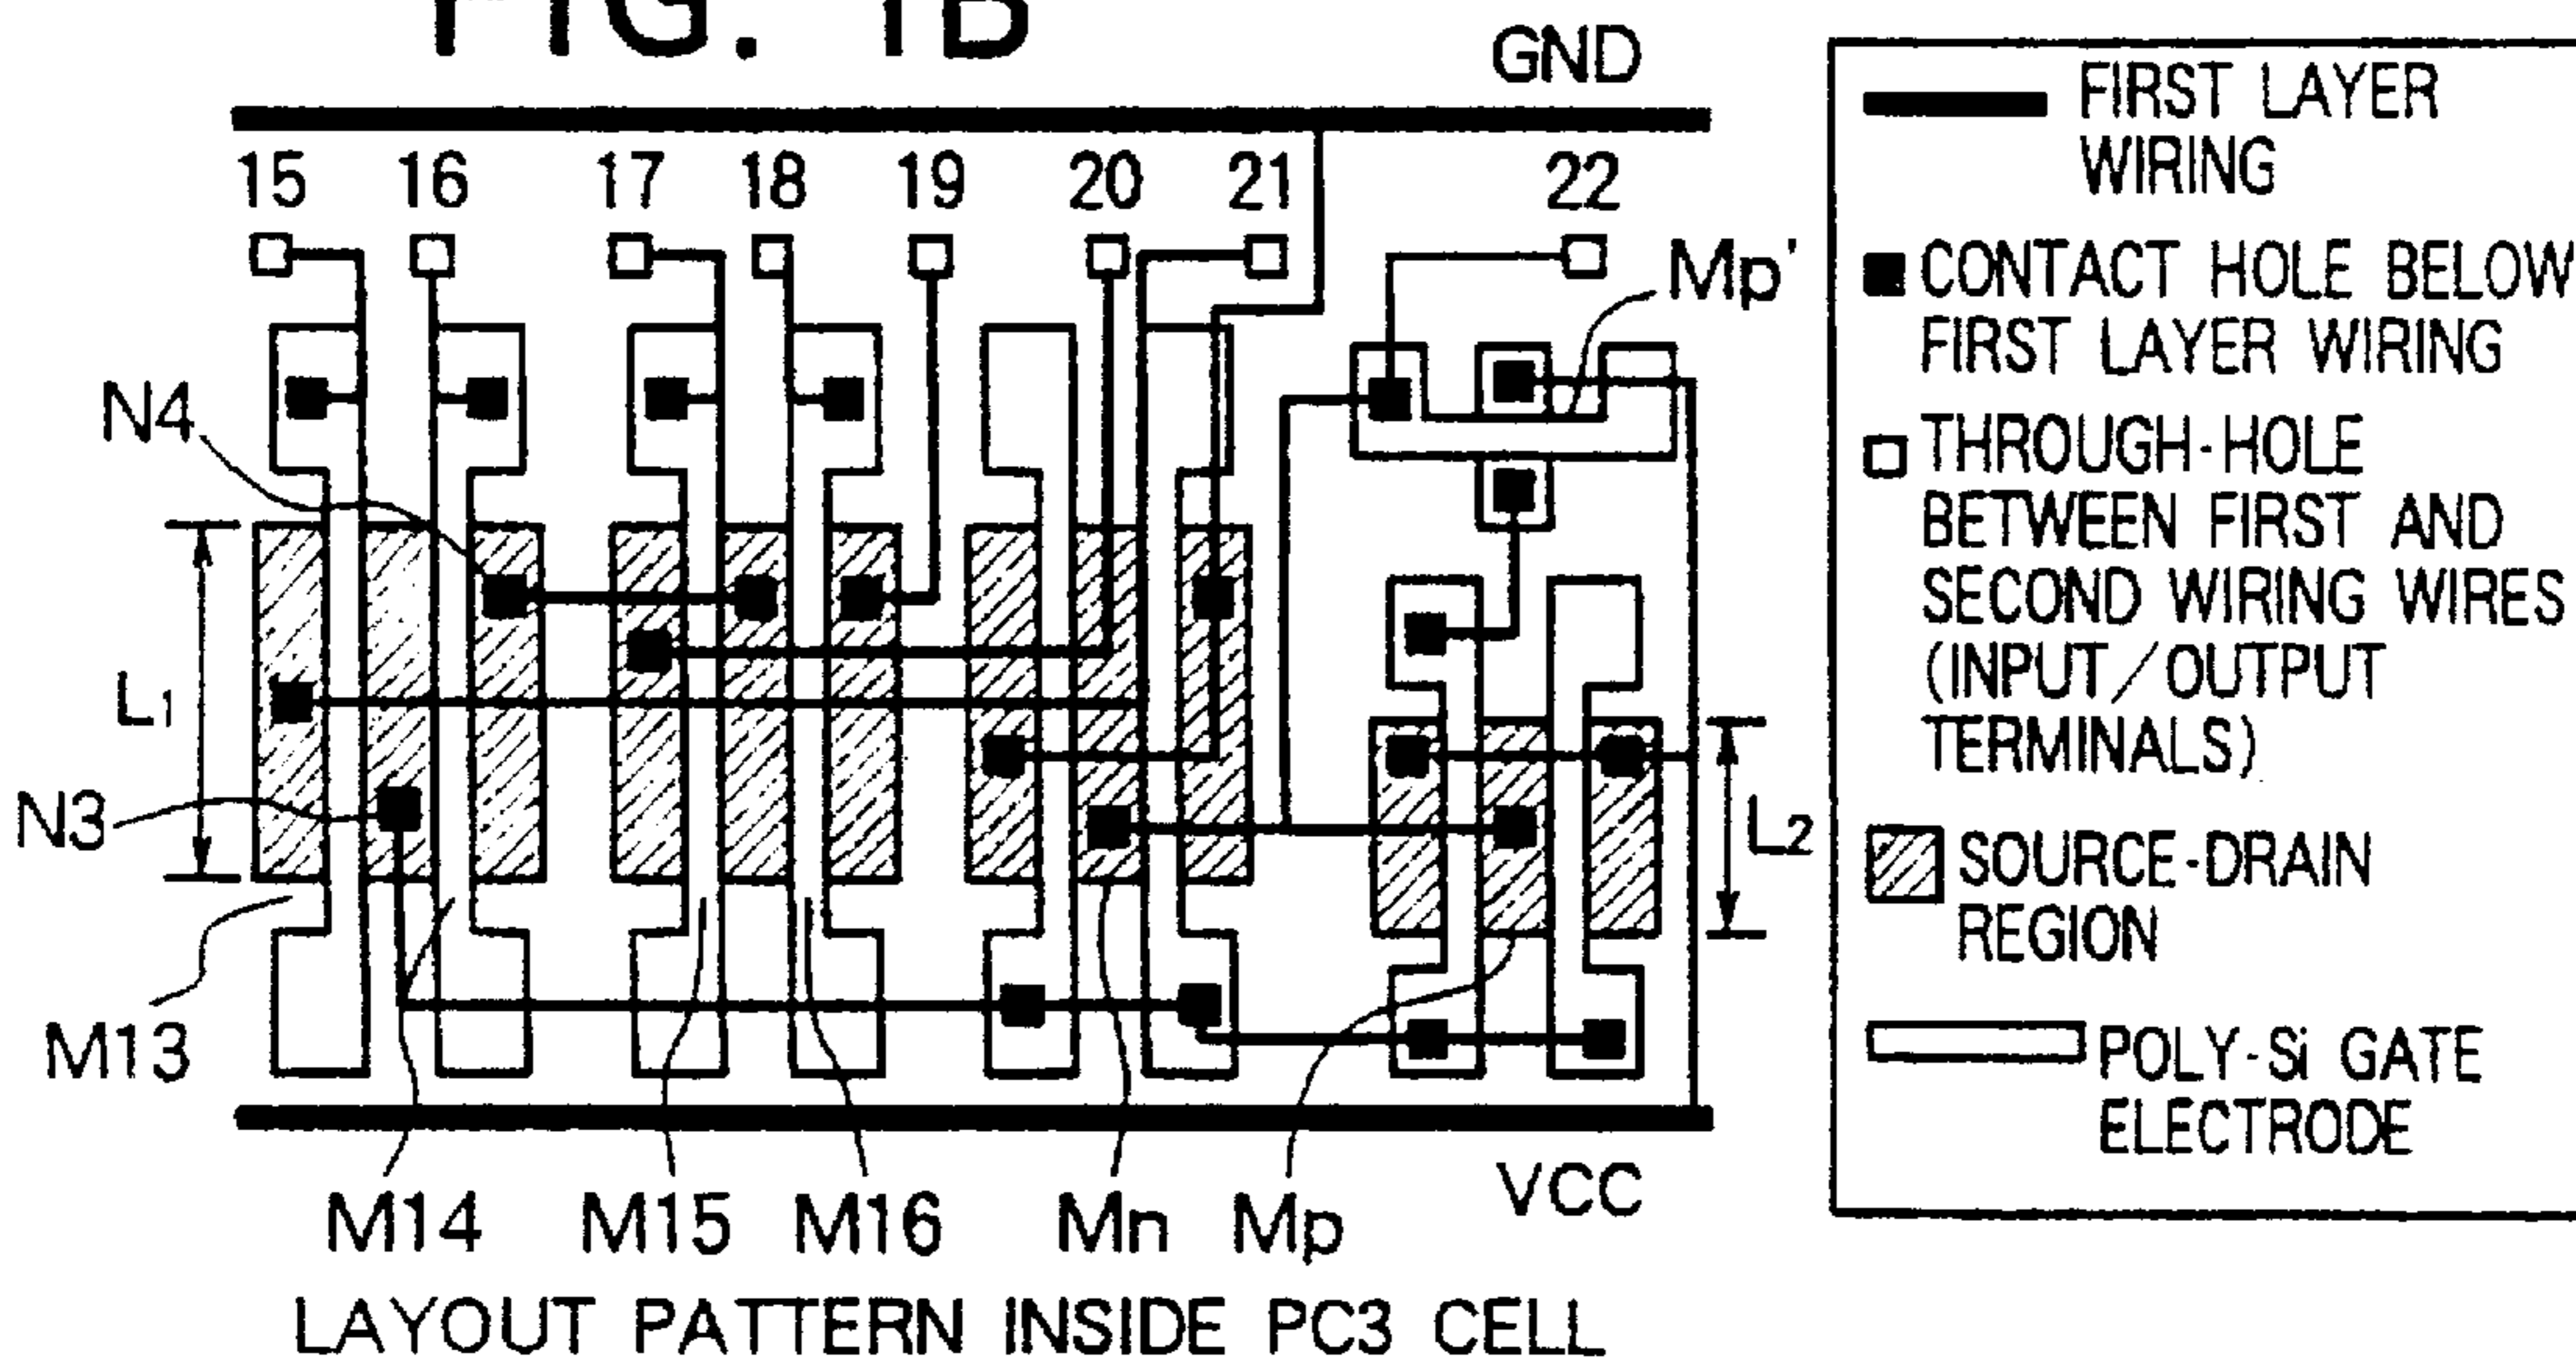 FIG. 1B
GND
15 16 17 18 19 20 21 22
Mp'
N4
L1
N3
L2
M13
M14 M15 M16 Mn Mp VCC
LAYOUT PATTERN INSIDE PC3 CELL
FIRST LAYER
WIRING
CONTACT HOLE BELOW
FIRST LAYER WIRING
THROUGH-HOLE
BETWEEN FIRST AND
SECOND WIRING WIRES
(INPUT/OUTPUT
TERMINALS)
SOURCE-DRAIN
REGION
POLY-Si GATE
ELECTRODE